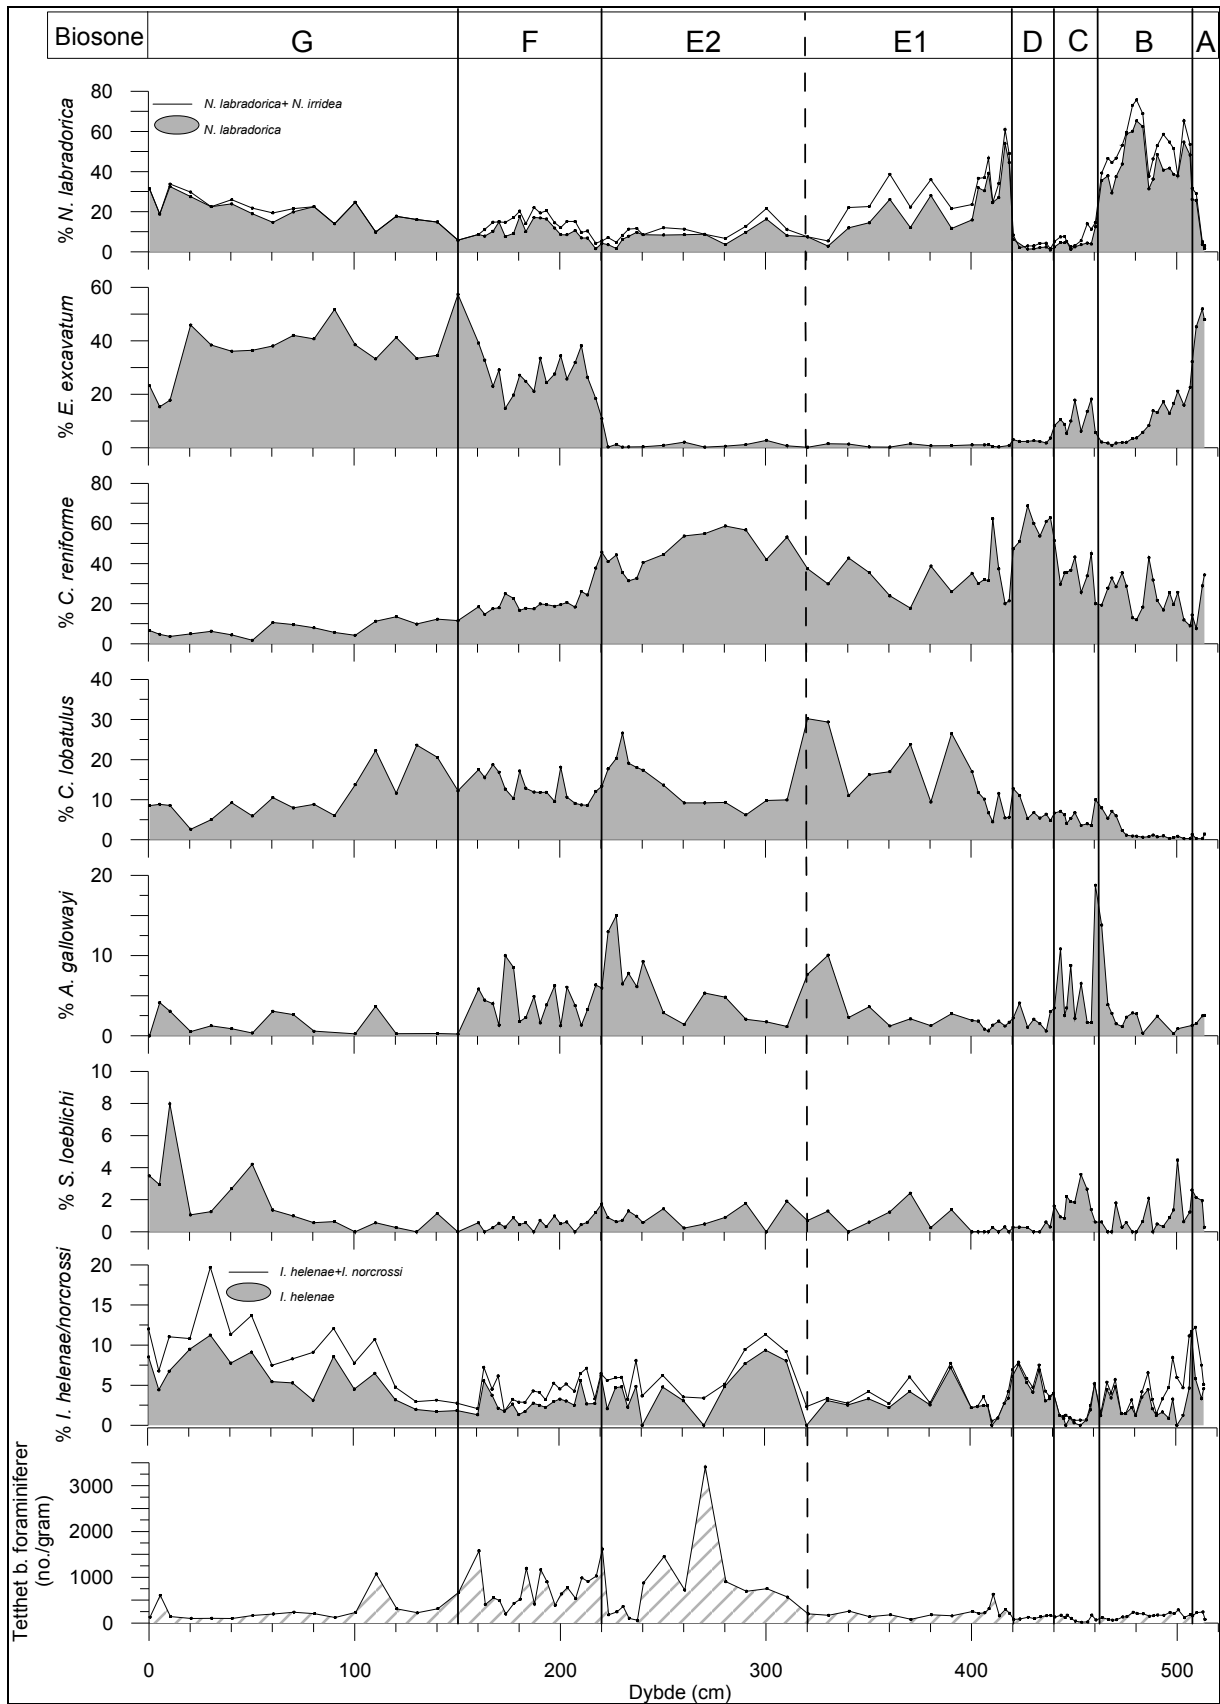 Biosone G F E2 E1 D C B A
% N. labradorica
80
60
40
20
0
N. labradorica+ N. irridea
N. labradorica
% E. excavatum
60
40
20
0
% C. reniforme
80
60
40
20
0
% C. lobatulus
40
30
20
10
0
% A. gallowayi
20
10
0
% S. loeblichi
10
8
6
4
2
0
% I. helenae/norcrossi
20
15
10
5
0
I. helenae+I. norcrossi
I. helenae
Tetthet b. foraminiferer
(no./gram)
3000
2000
1000
0
0 100 200 300 400 500
Dybde (cm)